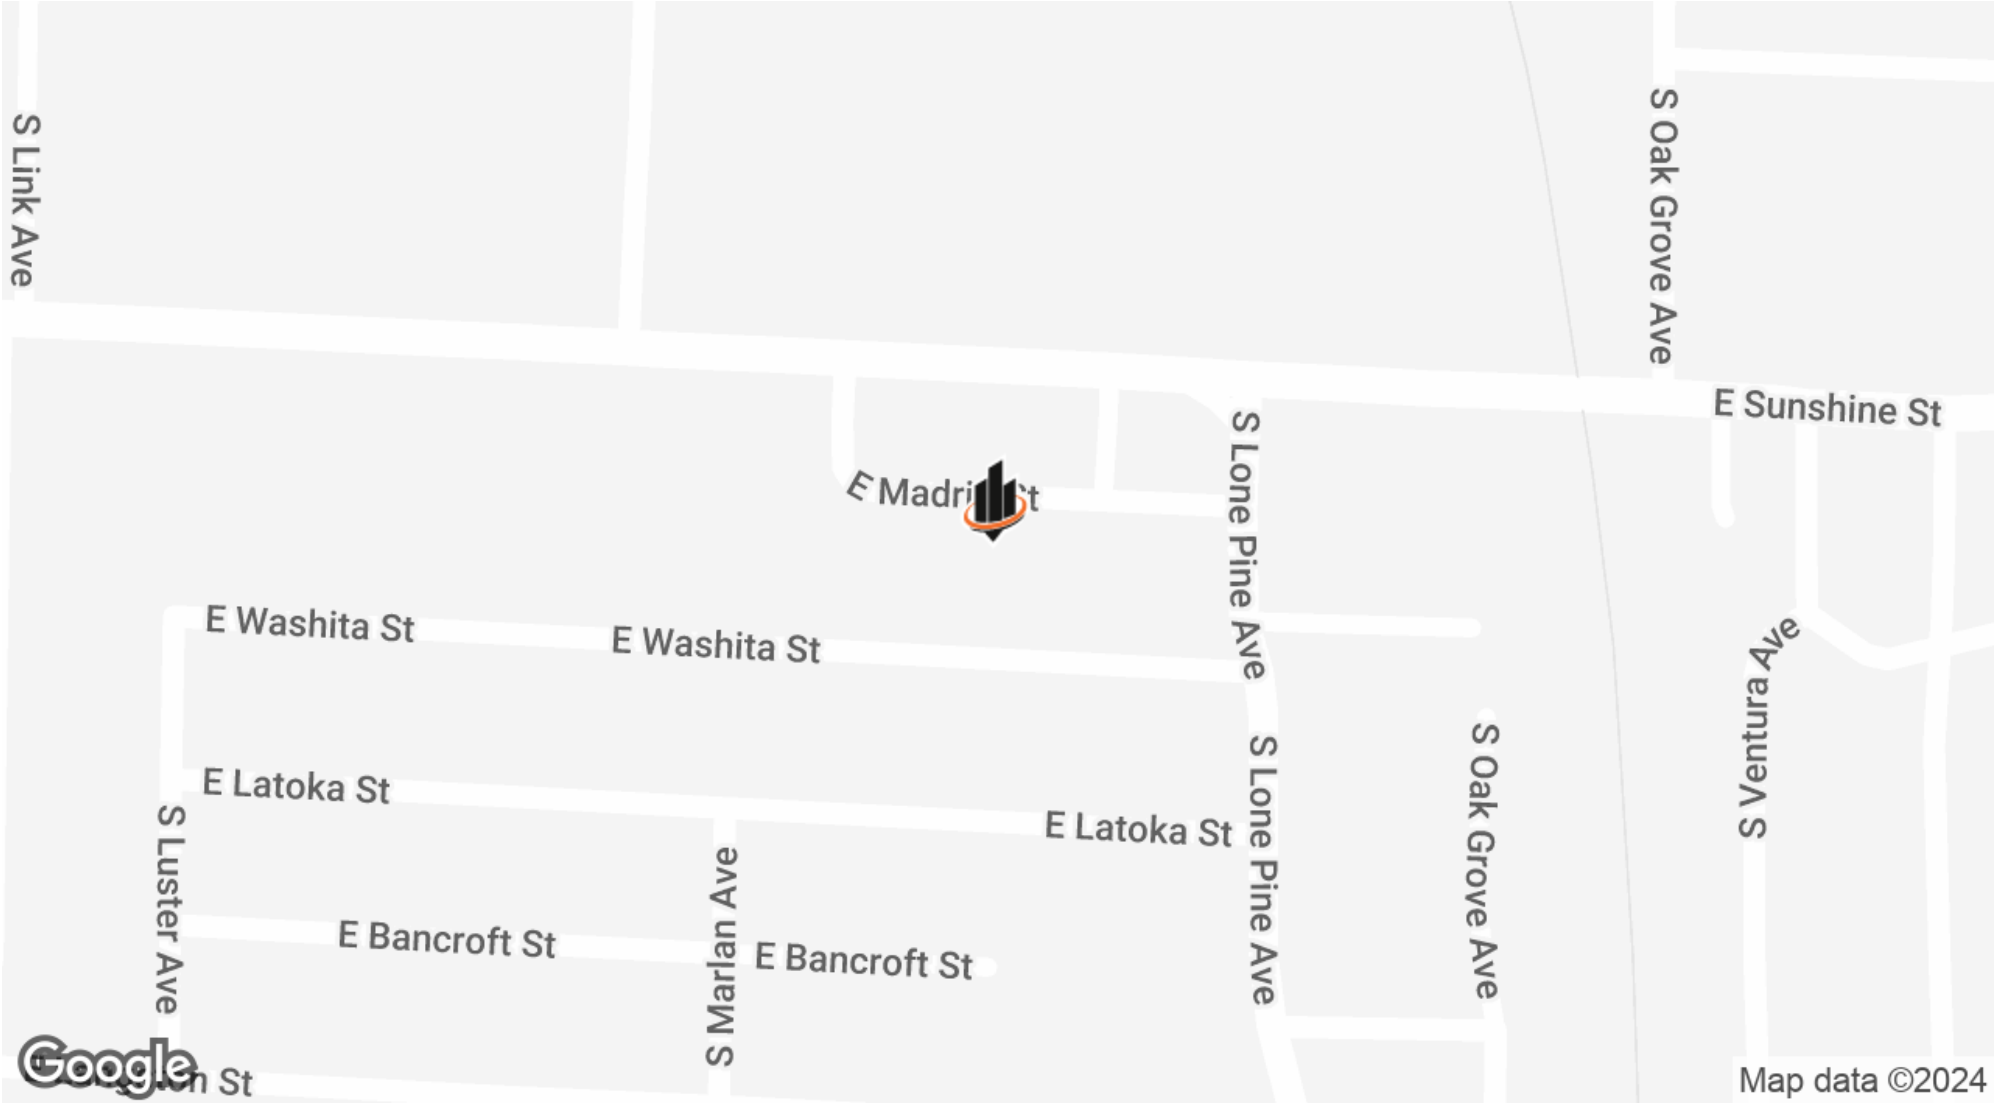 S Link Ave
S Oak Grove Ave
E Sunshine St
S Lone Pine Ave
E
E Washita St
E Washita St
S Ventura Ave
S Oak Grove Ave
S Lone Pine Ave
E Latoka St
E Latoka St
S Luster Ave
S Marlan Ave
E Bancroft St
E Bancroft St
Google
St
Map data ©2024